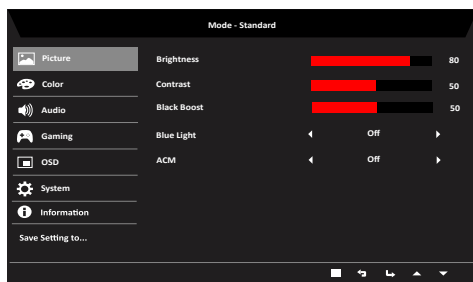 Mode - Standard
Picture
Brightness 80
Color
Contrast 50
Audio
Black Boost 50
Gaming
Blue Light Off
OSD
ACM Off
System
Information
Save Setting to...